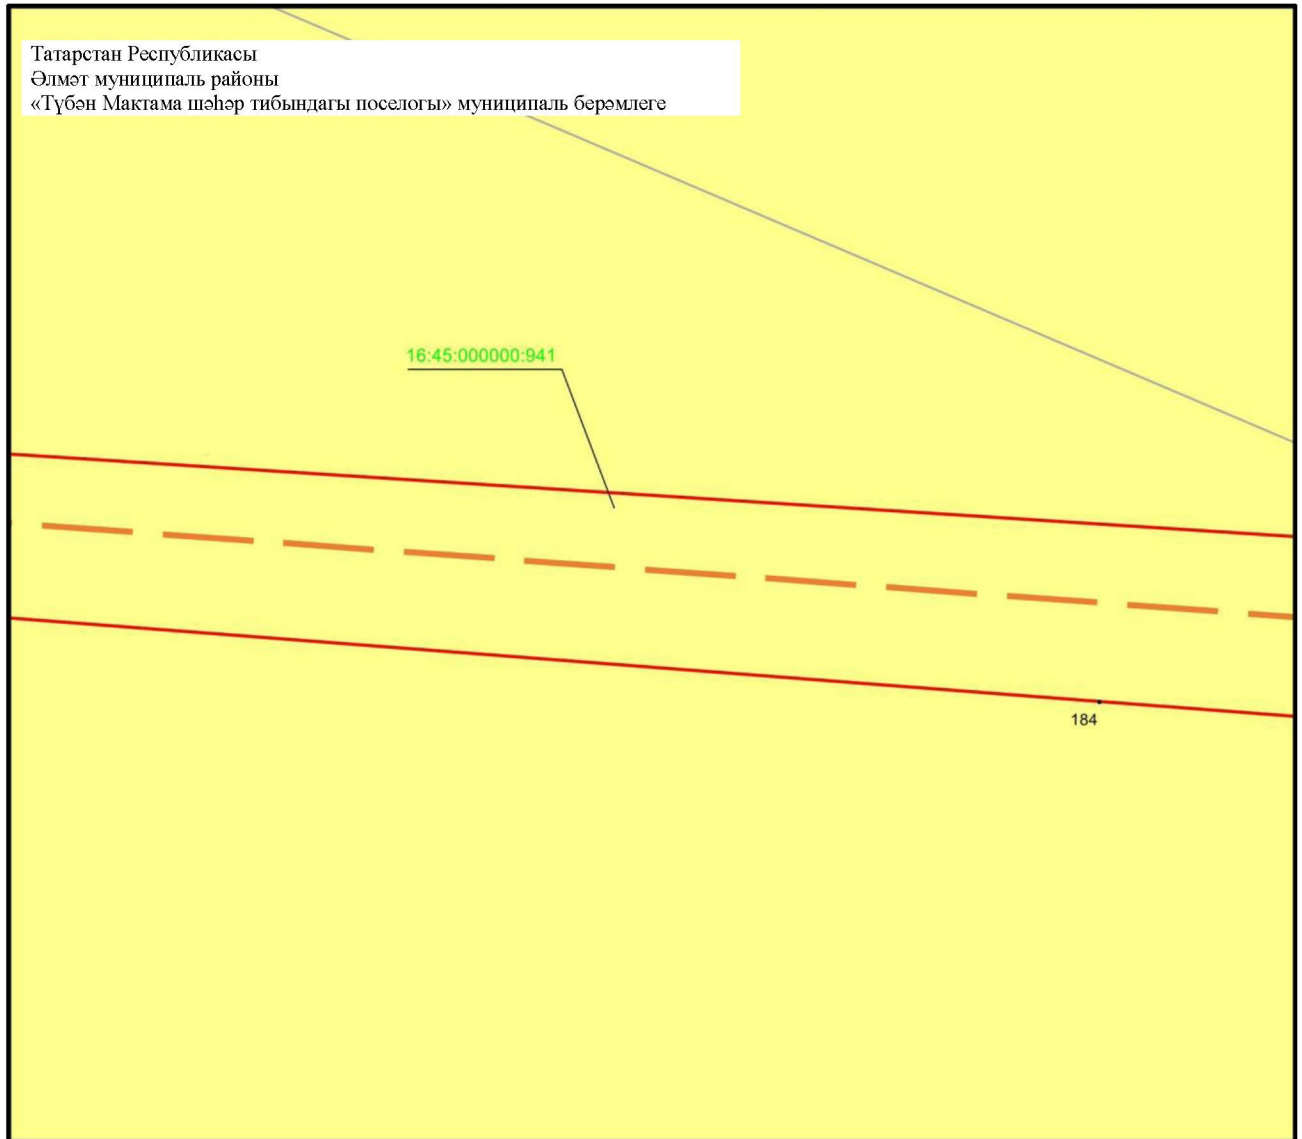 Татарстан Республикасы
Әлмәт муниципаль районы
«Түбән Мактама шәһәр тибындагы поселогы» муниципаль берәмлеге
16:45:000000:941
184